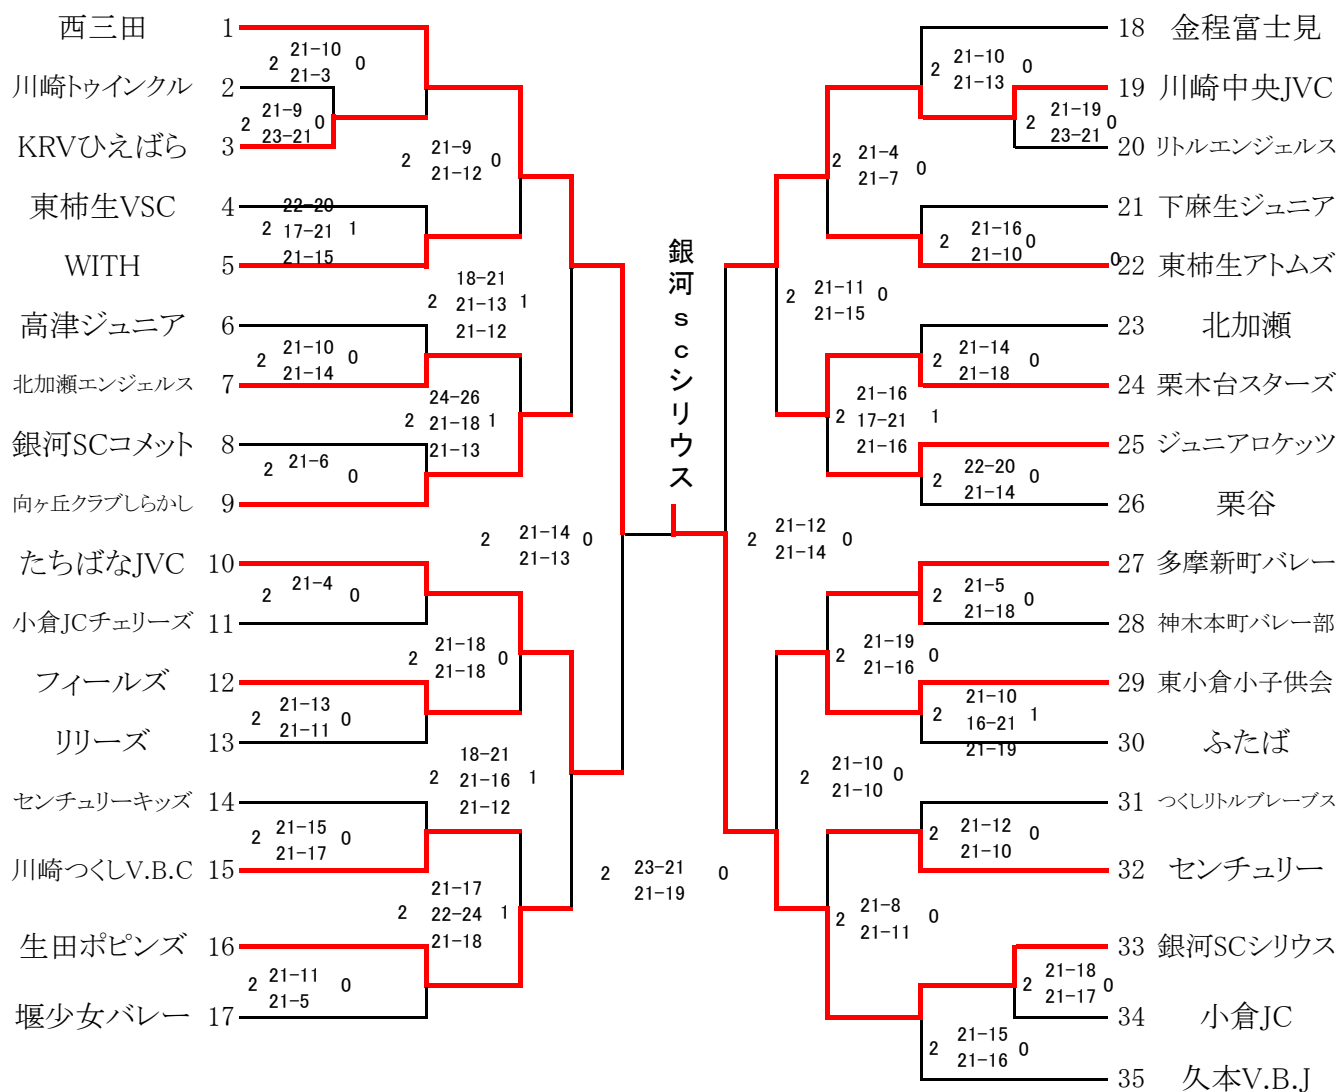 西三田 1
2 21-10 0
21-3
川崎トゥインクル 2
2 21-9 0
23-21
KRVひえばら 3
2 21-9 0
21-12
東柿生VSC 4
22-20
2 17-21 1
21-15
WITH 5
18-21
2 21-13 1
21-12
高津ジュニア 6
2 21-10 0
21-14
北加瀬エンジェルス 7
24-26
2 21-18 1
21-13
銀河SCコメット 8
2 21-6 0
向ヶ丘クラブしらかし 9
2 21-14 0
21-13
たちばなJVC 10
2 21-4 0
小倉JCチェリーズ 11
2 21-18 0
21-18
フィールズ 12
2 21-13 0
21-11
リリーズ 13
18-21
2 21-16 1
21-12
センチュリーキッズ 14
2 21-15 0
21-17
川崎つくしV.B.C 15
21-17
2 22-24 1
21-18
生田ポピンズ 16
2 21-11 0
21-5
堰少女バレー 17
銀河scシリウス
2 23-21 0
21-19
18 金程富士見
2 21-10 0
21-13
19 川崎中央JVC
2 21-19 0
23-21
20 リトルエンジェルス
2 21-4 0
21-7
21 下麻生ジュニア
2 21-16 0
21-10
0
22 東柿生アトムズ
2 21-11 0
21-15
23 北加瀬
2 21-14 0
21-18
24 栗木台スターズ
21-16
2 17-21 1
21-16
25 ジュニアロケッツ
2 22-20 0
21-14
26 栗谷
2 21-12 0
21-14
27 多摩新町バレー
2 21-5 0
21-18
28 神木本町バレー部
2 21-19 0
21-16
29 東小倉小子供会
21-10
2 16-21 1
21-19
30 ふたば
2 21-10 0
21-10
31 つくしリトルブレーブス
2 21-12 0
21-10
32 センチュリー
2 21-8 0
21-11
33 銀河SCシリウス
2 21-18 0
21-17
34 小倉JC
2 21-15 0
21-16
35 久本V.B.J